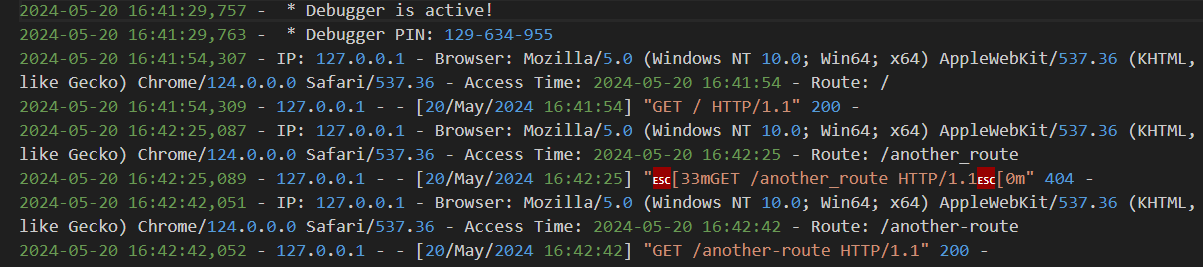 2024-05-20 16:41:29,757 -  * Debugger is active!
2024-05-20 16:41:29,763 -  * Debugger PIN: 129-634-955
2024-05-20 16:41:54,307 - IP: 127.0.0.1 - Browser: Mozilla/5.0 (Windows NT 10.0; Win64; x64) AppleWebKit/537.36 (KHTML,
like Gecko) Chrome/124.0.0.0 Safari/537.36 - Access Time: 2024-05-20 16:41:54 - Route: /
2024-05-20 16:41:54,309 - 127.0.0.1 - - [20/May/2024 16:41:54] "GET / HTTP/1.1" 200 -
2024-05-20 16:42:25,087 - IP: 127.0.0.1 - Browser: Mozilla/5.0 (Windows NT 10.0; Win64; x64) AppleWebKit/537.36 (KHTML,
like Gecko) Chrome/124.0.0.0 Safari/537.36 - Access Time: 2024-05-20 16:42:25 - Route: /another_route
2024-05-20 16:42:25,089 - 127.0.0.1 - - [20/May/2024 16:42:25] "ESC[33mGET /another_route HTTP/1.1ESC[0m" 404 -
2024-05-20 16:42:42,051 - IP: 127.0.0.1 - Browser: Mozilla/5.0 (Windows NT 10.0; Win64; x64) AppleWebKit/537.36 (KHTML,
like Gecko) Chrome/124.0.0.0 Safari/537.36 - Access Time: 2024-05-20 16:42:42 - Route: /another-route
2024-05-20 16:42:42,052 - 127.0.0.1 - - [20/May/2024 16:42:42] "GET /another-route HTTP/1.1" 200 -